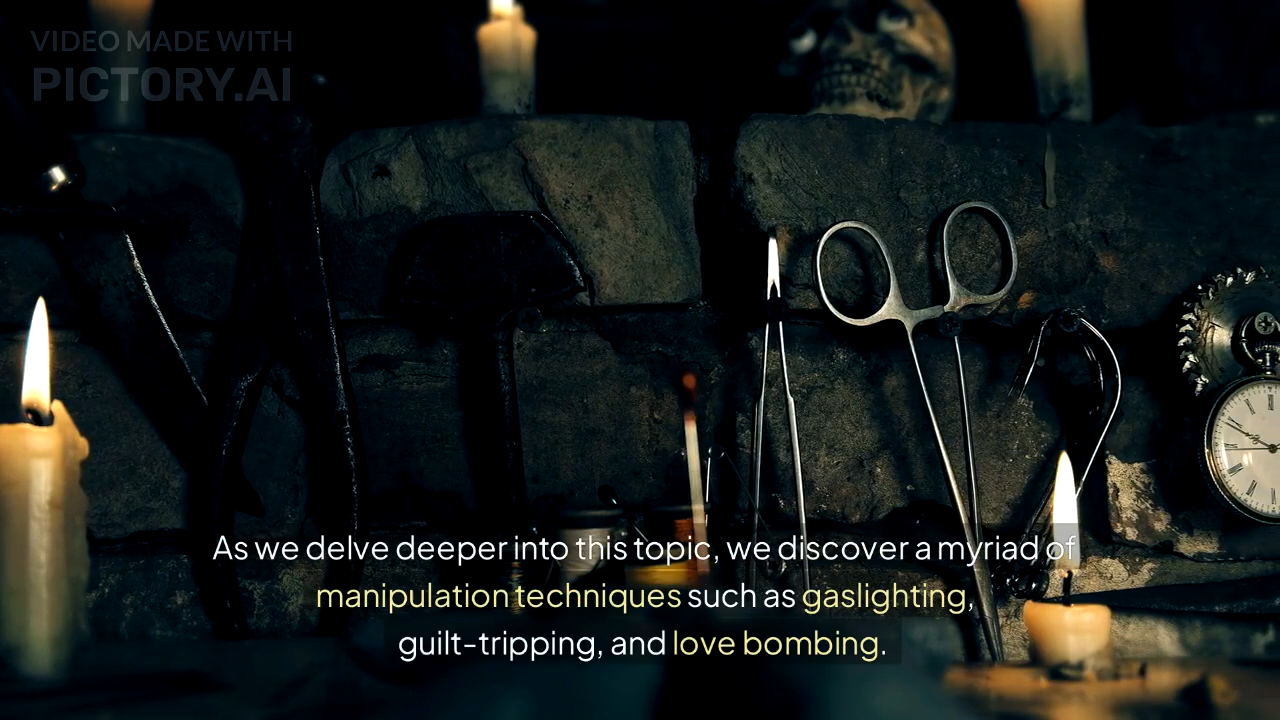 VIDEO MADE WITH
PICTORY.AI
As we delve deeper into this topic, we discover a myriad of
manipulation techniques such as gaslighting,
guilt-tripping, and love bombing.